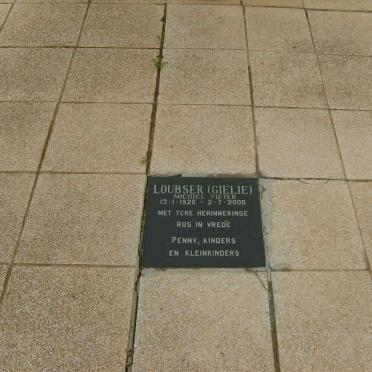 LOUBSER (GIELIE)
MICHIEL PIETER
13-1-1926 - 2-7-2006
MET TERE HERINNERINGE
RUS IN VREDE
PENNY, KINDERS
EN KLEINKINDERS